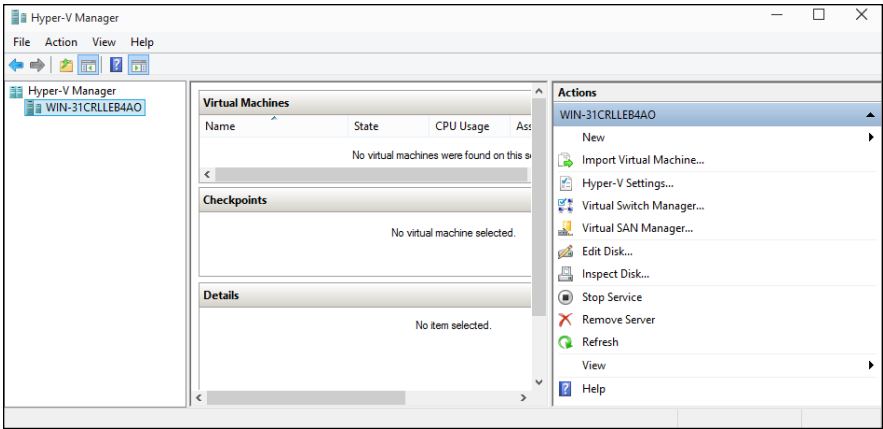 Hyper-V Manager
File Action View Help
Hyper-V Manager
WIN-31CRLLEB4AO
Virtual Machines
Name State CPU Usage Ass
No virtual machines were found on this s
Checkpoints
No virtual machine selected.
Details
No item selected.
Actions
WIN-31CRLLEB4AO
New
Import Virtual Machine...
Hyper-V Settings...
Virtual Switch Manager...
Virtual SAN Manager...
Edit Disk...
Inspect Disk...
Stop Service
Remove Server
Refresh
View
Help